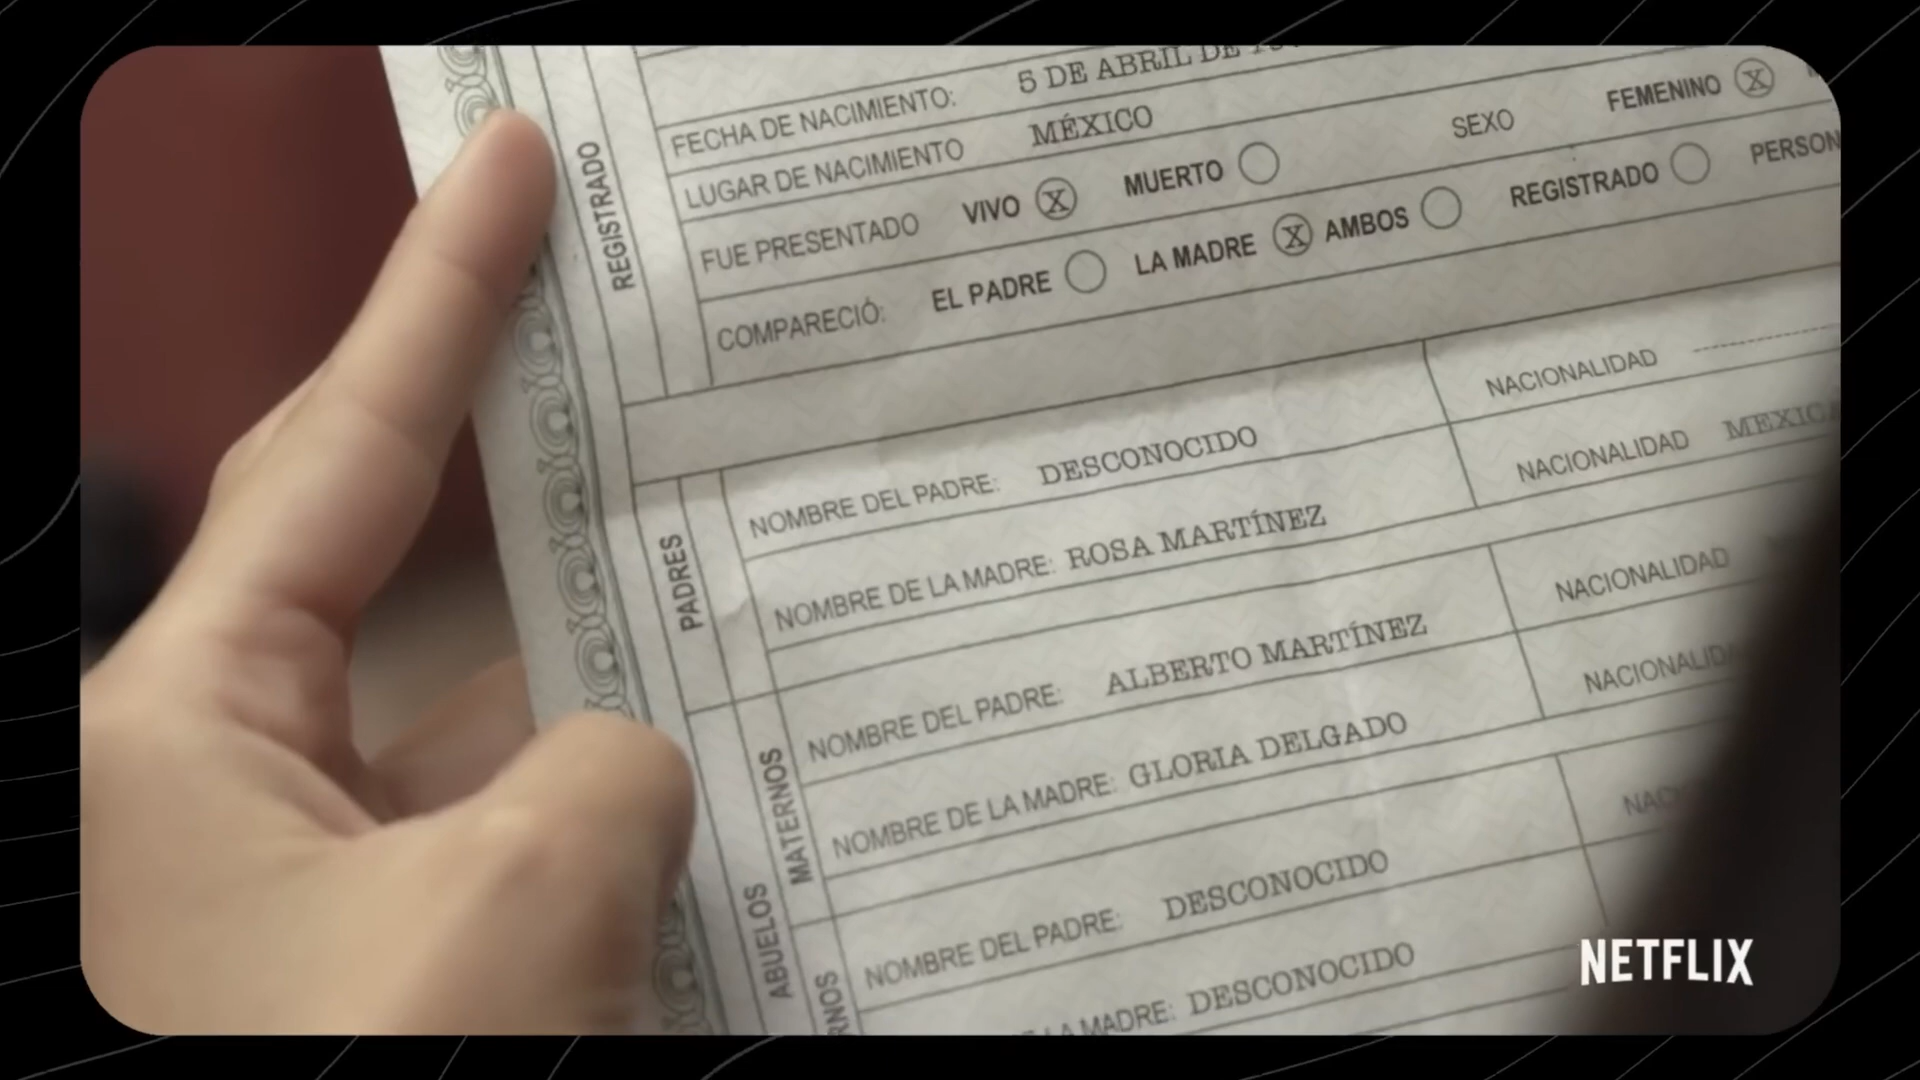 FECHA DE NACIMIENTO: 5 DE ABRIL DE
LUGAR DE NACIMIENTO MÉXICO
FUE PRESENTADO VIVO X MUERTO SEXO FEMENINO X
COMPARECIÓ: EL PADRE LA MADRE X AMBOS REGISTRADO
REGISTRADO
NOMBRE DEL PADRE: DESCONOCIDO NACIONALIDAD
NOMBRE DE LA MADRE: ROSA MARTÍNEZ NACIONALIDAD
PADRES
NOMBRE DEL PADRE: ALBERTO MARTÍNEZ NACIONALIDAD
NOMBRE DE LA MADRE: GLORIA DELGADO
MATERNOS
ABUELOS
NOMBRE DEL PADRE: DESCONOCIDO
LA MADRE: DESCONOCIDO
NETFLIX